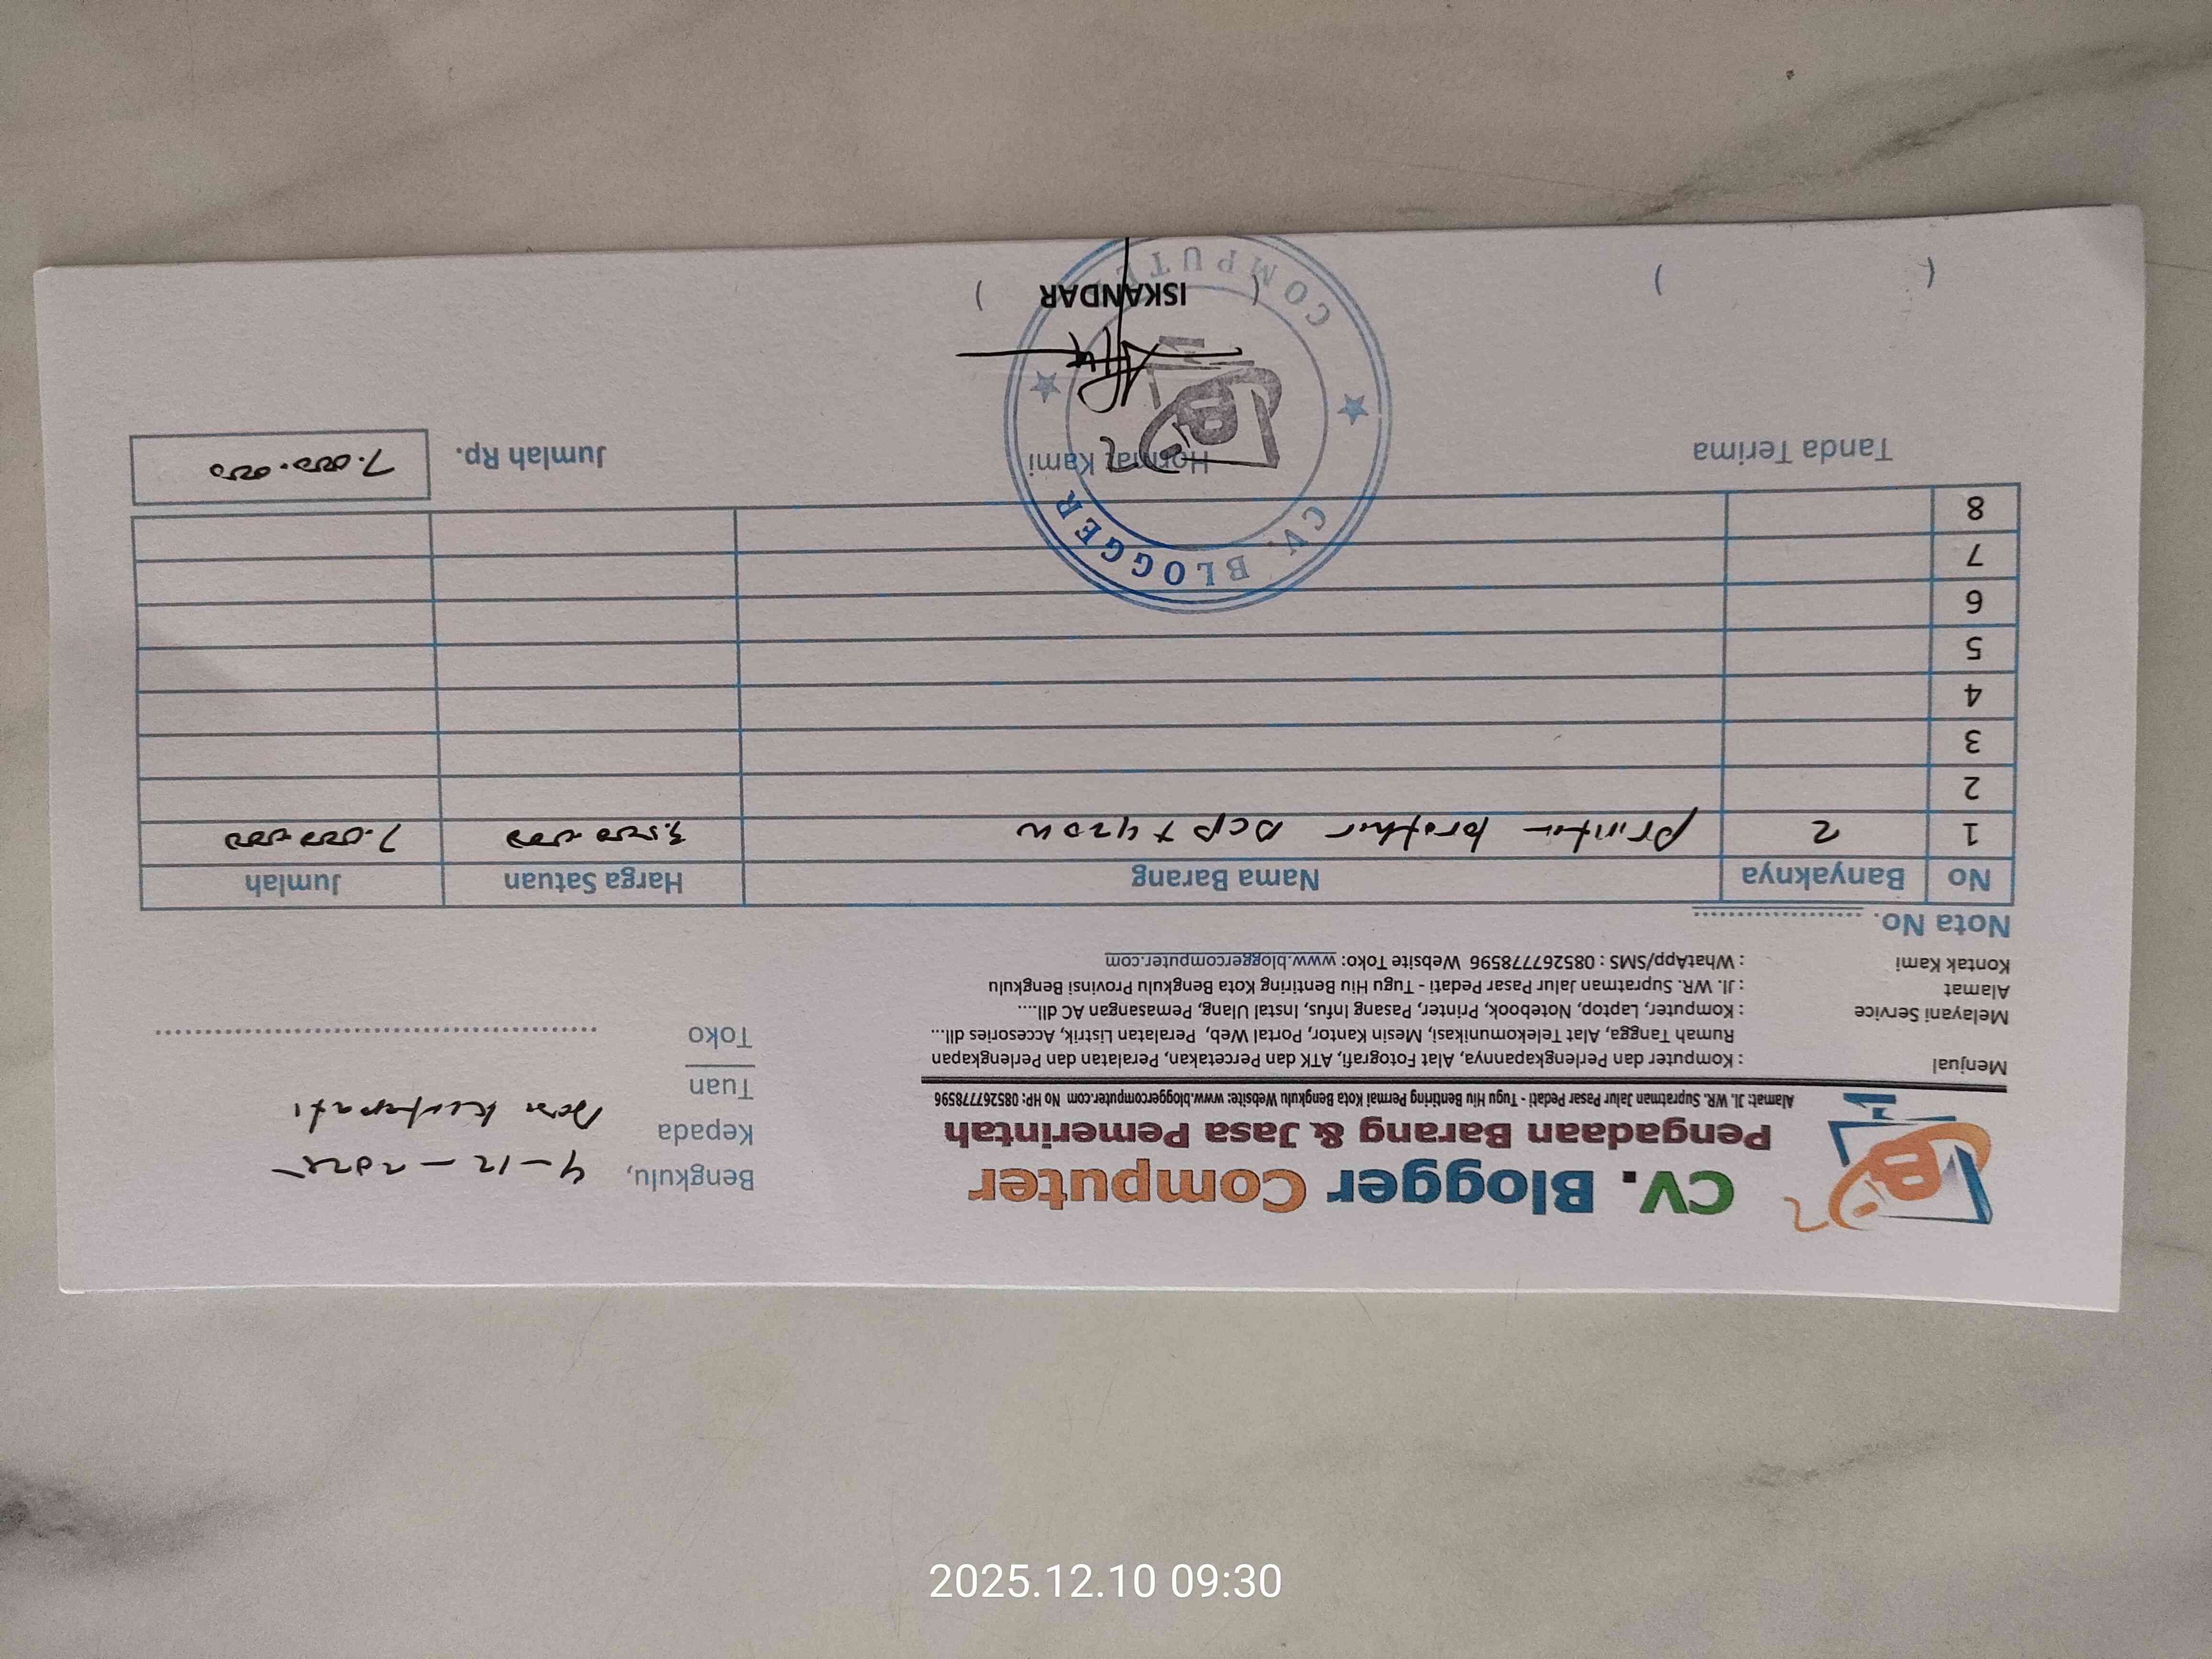 CV. Blogger Computer
Pengadaan Barang & Jasa Pemerintah
Alamat: Jl. WR. Supratman Jalur Pasar Pedati - Tugu Hiu Bentiring Permai Kota Bengkulu Website: www.bloggercomputer.com No HP: 085267778596
Menjual : Komputer dan Perlengkapannya, Alat Fotografi, ATK dan Percetakan, Peralatan dan Perlengkapan
Rumah Tangga, Alat Telekomunikasi, Mesin Kantor, Portal Web, Peralatan Listrik, Accesories dll...
Melayani Service : Komputer, Laptop, Notebook, Printer, Pasang Infus, Instal Ulang, Pemasangan AC dll....
Alamat : Jl. WR. Supratman Jalur Pasar Pedati - Tugu Hiu Bentiring Kota Bengkulu Provinsi Bengkulu
Kontak Kami : WhatApp/SMS : 085267778596 Website Toko: www.bloggercomputer.com
Bengkulu, 4-12-2025
Kepada
Tuan
Toko
Nota No.
No Banyaknya Nama Barang Harga Satuan Jumlah
1 2 Printer brother DCP T420W 3.500.000 7.000.000
2
3
4
5
6
7
8
Tanda Terima Hormat Kami Jumlah Rp. 7.000.000
CV. BLOGGER
COMPUTE
( ) ( ISKANDAR )
2025.12.10 09:30